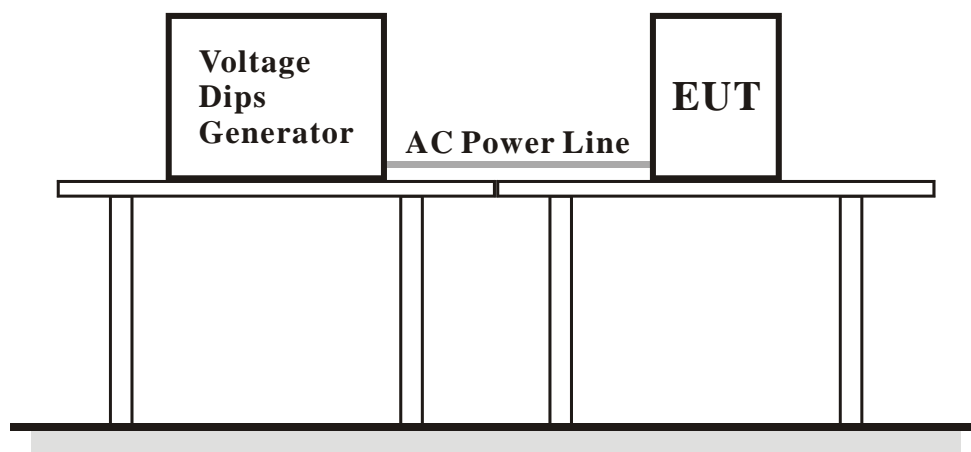 Voltage
Dips
Generator
EUT
AC Power Line